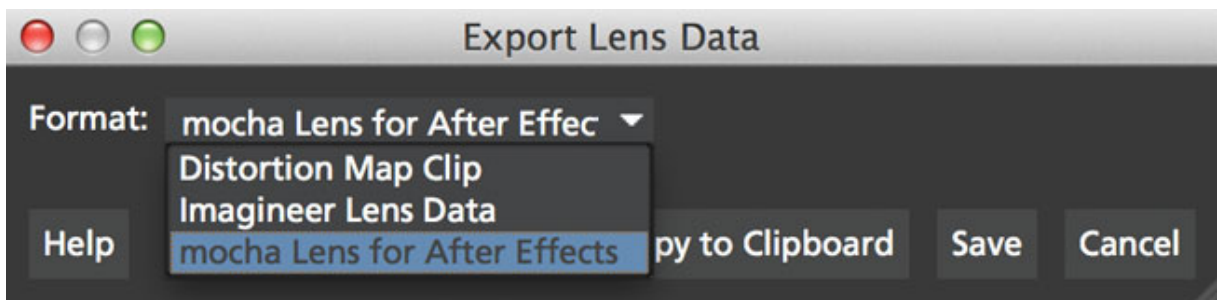 Export Lens Data
Format: mocha Lens for After Effec
Distortion Map Clip
Imagineer Lens Data
mocha Lens for After Effects
Help py to Clipboard Save Cancel